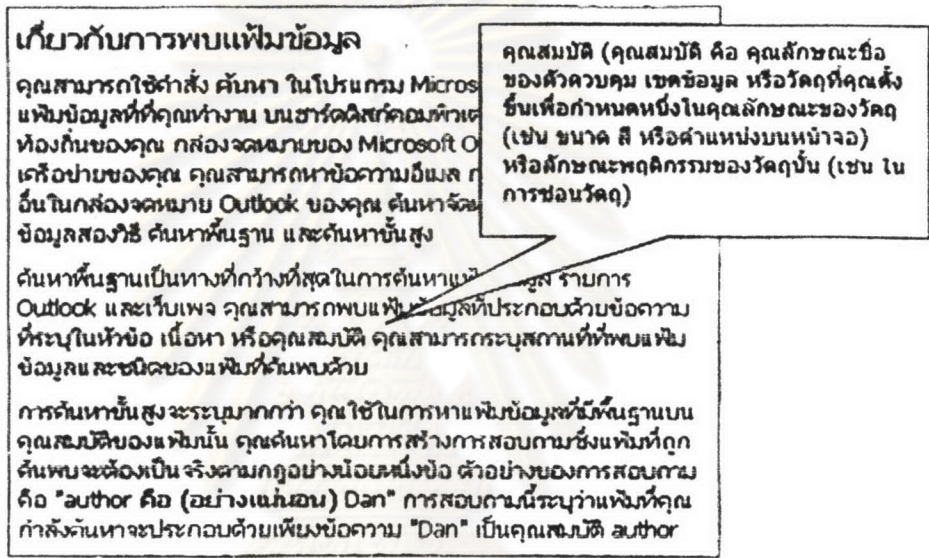 เกี่ยวกับการพบแฟ้มข้อมูล
คุณสามารถใช้คำสั่ง ค้นหา ในโปรแกรม Micros
แฟ้มข้อมูลที่ที่คุณทำงาน บนฮาร์ดดิสก์คอมพิวเต
ท้องถิ่นของคุณ กล่องจดหมายของ Microsoft O
เครือข่ายของคุณ คุณสามารถหาข้อความอีเมล ก
อื่นในกล่องจดหมาย Outlook ของคุณ ค้นหาจัดเ
ข้อมูลสองวิธี ค้นหาพื้นฐาน และค้นหาขั้นสูง
ค้นหาพื้นฐานเป็นทางที่กว้างที่สุดในการค้นหาแฟ้ มูล รายการ
Outlook และเว็บเพจ คุณสามารถพบแฟ้มข้อมูลที่ประกอบด้วยข้อความ
ที่ระบุในหัวข้อ เนื้อหา หรือคุณสมบัติ คุณสามารถระบุสถานที่ที่พบแฟ้ม
ข้อมูลและชนิดของแฟ้มที่ค้นพบด้วย
การค้นหาขั้นสูงจะระบุมากกว่า คุณใช้ในการหาแฟ้มข้อมูลที่มีพื้นฐานบน
คุณสมบัติของแฟ้มนั้น คุณค้นหาโดยการสร้างการสอบถามซึ่งแฟ้มที่ถูก
ค้นพบจะต้องเป็นจริงตามกฎอย่างน้อยหนึ่งข้อ ตัวอย่างของการสอบถาม
คือ "author คือ (อย่างแน่นอน) Dan" การสอบถามนี้ระบุว่าแฟ้มที่คุณ
กำลังค้นหาจะประกอบด้วยเพียงข้อความ "Dan" เป็นคุณสมบัติ author
คุณสมบัติ (คุณสมบัติ คือ คุณลักษณะชื่อ
ของตัวควบคุม เขตข้อมูล หรือวัตถุที่คุณตั้ง
ขึ้นเพื่อกำหนดหนึ่งในคุณลักษณะของวัตถุ
(เช่น ขนาด สี หรือตำแหน่งบนหน้าจอ)
หรือลักษณะพฤติกรรมของวัตถุนั้น (เช่น ใน
การซ่อนวัตถุ)